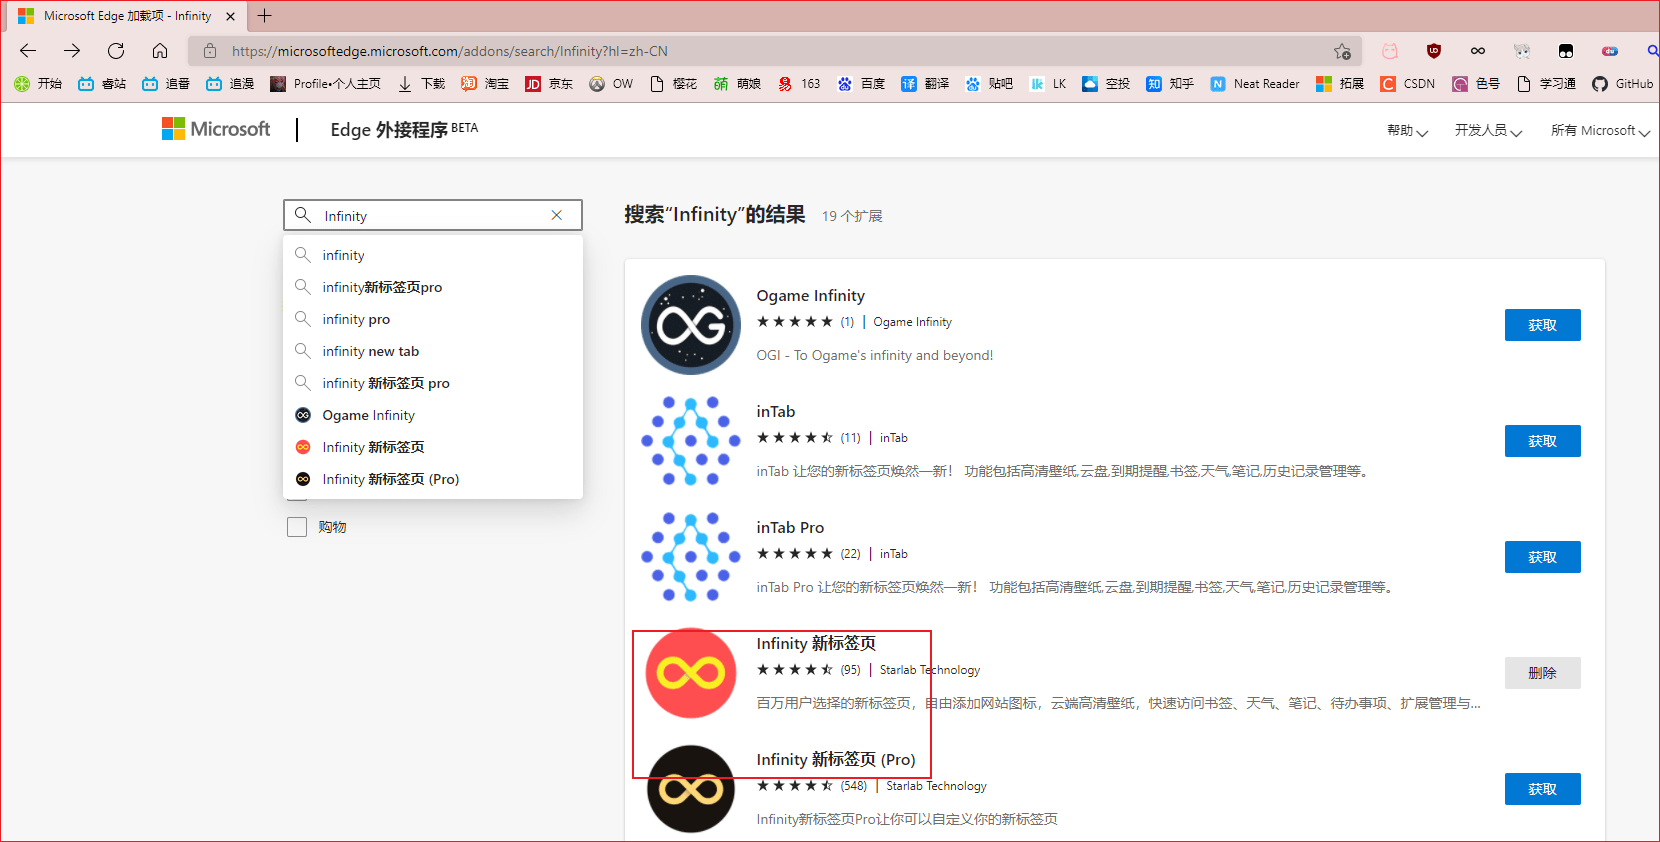 Microsoft Edge 加载项 - Infinity
https://microsoftedge.microsoft.com/addons/search/Infinity?hl=zh-CN
开始 睿站 追番 追漫 Profile•个人主页 下载 淘宝 京东 OW 樱花 萌娘 163 百度 翻译 贴吧 LK 空投 知乎 Neat Reader 拓展 CSDN 色号 学习通 GitHub
Microsoft Edge 外接程序 BETA 帮助 开发人员 所有 Microsoft
Infinity
infinity
infinity新标签页pro
infinity pro
infinity new tab
infinity 新标签页 pro
Ogame Infinity
Infinity 新标签页
Infinity 新标签页 (Pro)
购物
搜索“Infinity”的结果 19 个扩展
Ogame Infinity
(1) | Ogame Infinity
OGI - To Ogame's infinity and beyond!
获取
inTab
(11) | inTab
inTab 让您的新标签页焕然一新！ 功能包括高清壁纸,云盘,到期提醒,书签,天气,笔记,历史记录管理等。
获取
inTab Pro
(22) | inTab
inTab Pro 让您的新标签页焕然一新！ 功能包括高清壁纸,云盘,到期提醒,书签,天气,笔记,历史记录管理等。
获取
Infinity 新标签页
(95) | Starlab Technology
百万用户选择的新标签页，自由添加网站图标，云端高清壁纸，快速访问书签、天气、笔记、待办事项、扩展管理与...
删除
Infinity 新标签页 (Pro)
(548) | Starlab Technology
Infinity新标签页Pro让你可以自定义你的新标签页
获取